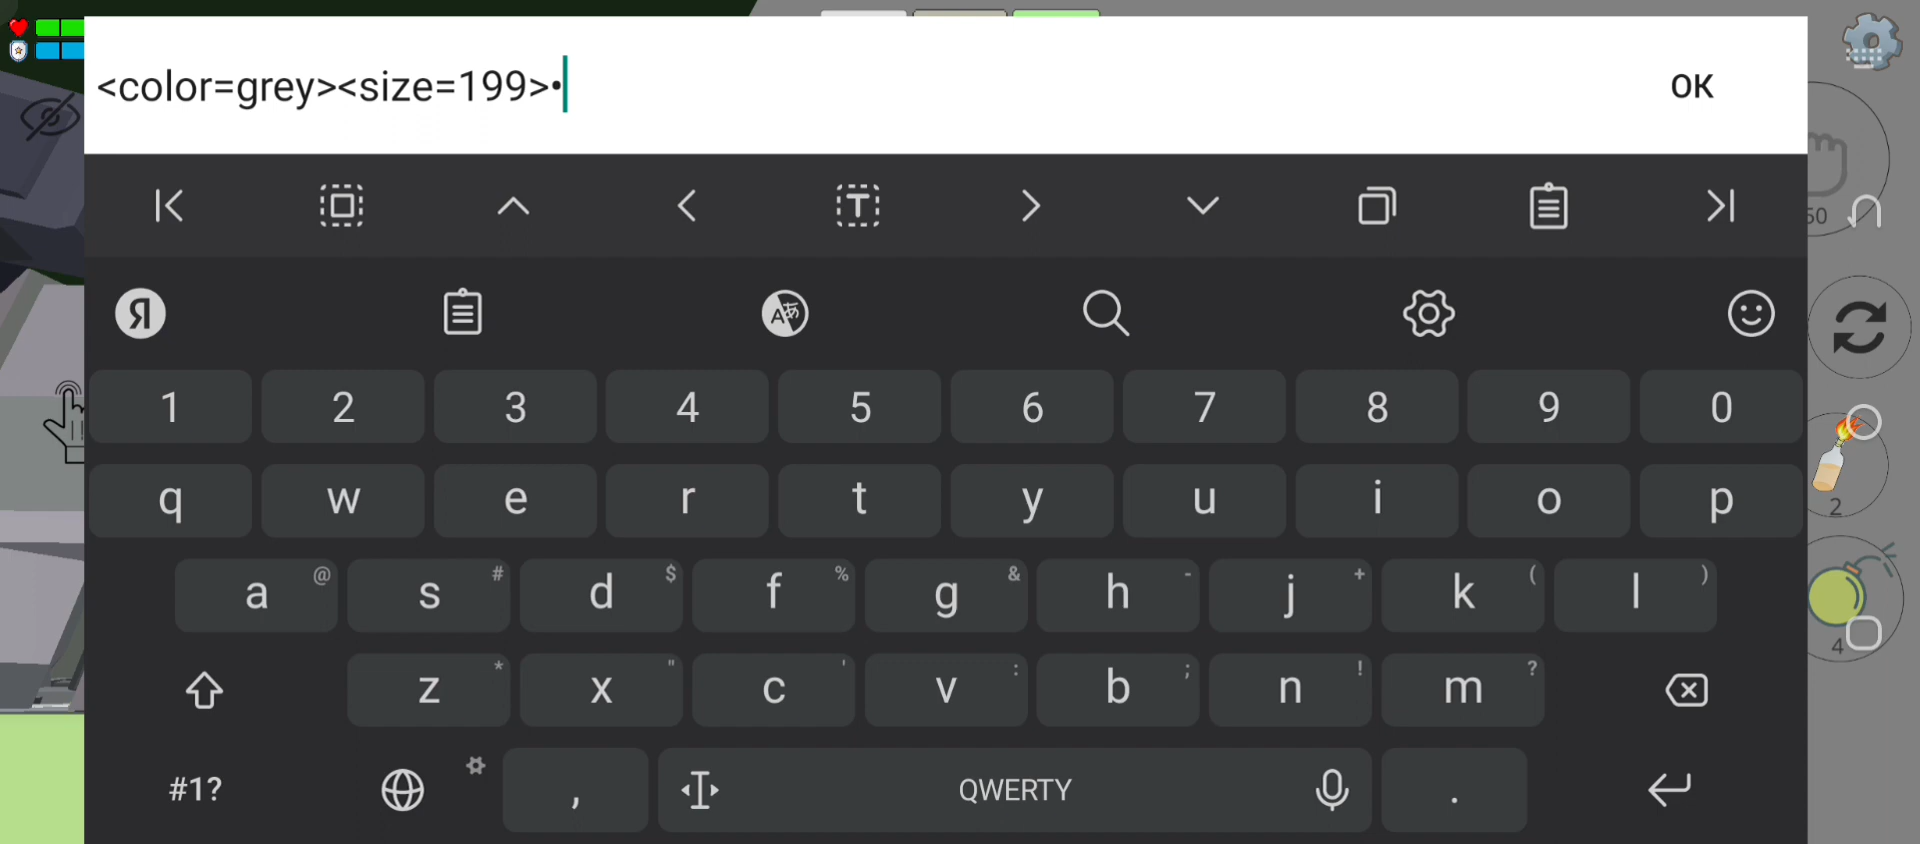 <color=grey><size=199>•
OK
T
Я
A あ
50
1 2 3 4 5 6 7 8 9 0
q w e r t y u i o p
a @ s # d $ f % g & h - j + k ( l )
z * x " c ' v : b ; n ! m ?
#1? , QWERTY .
2
4